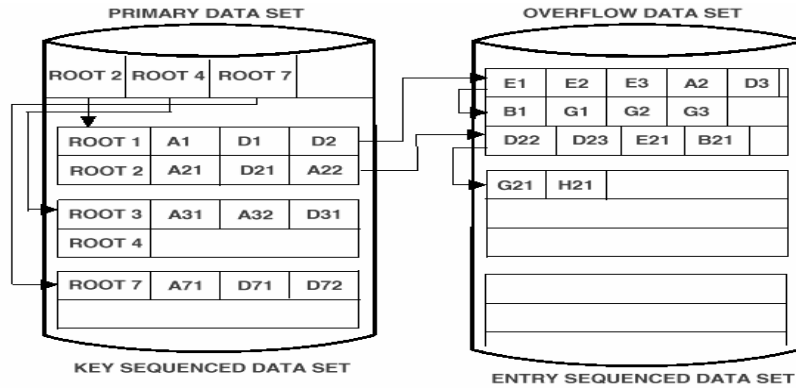 PRIMARY DATA SET
OVERFLOW DATA SET
ROOT 2 ROOT 4 ROOT 7
ROOT 1 A1 D1 D2
ROOT 2 A21 D21 A22
ROOT 3 A31 A32 D31
ROOT 4
ROOT 7 A71 D71 D72
E1 E2 E3 A2 D3
B1 G1 G2 G3
D22 D23 E21 B21
G21 H21
KEY SEQUENCED DATA SET
ENTRY SEQUENCED DATA SET